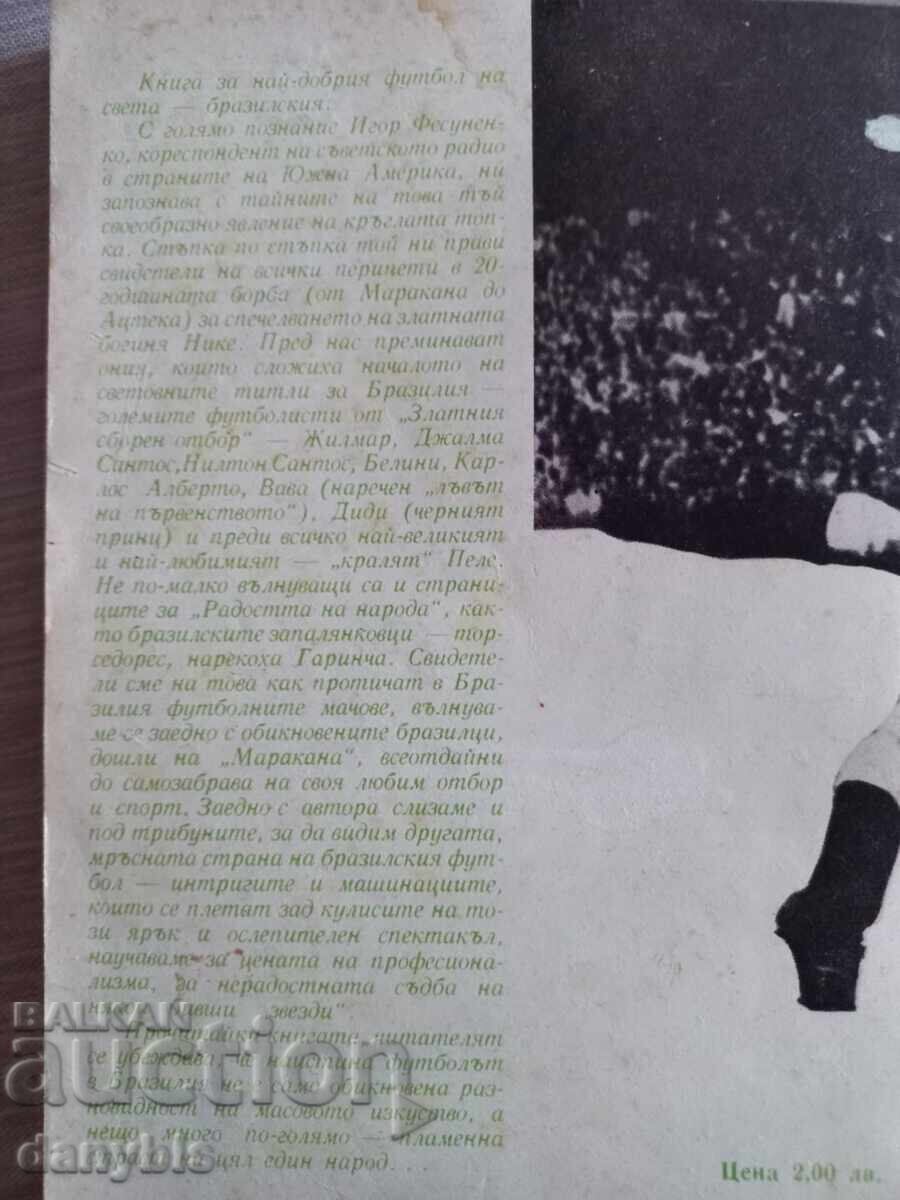 Книга за най-добрия футбол на
света — бразилския.
С голямо познание Игор Фесунен-
ко, кореспондент на съветското радио
в страните на Южна Америка, ни
запознава с тайните на това тъй
своеобразно явление на кръглата топ-
ка. Стъпка по стъпка той ни прави
свидетели на всички перипети в 20-
годишната борба (от Маракана до
Ацтека) за спечелването на златната
богиня Нике. Пред нас преминават
ония, които сложиха началото на
световните титли за Бразилия —
големите футболисти от „Златния
сборен отбор“ — Жилмар, Джалма
Сантос, Нилтон Сантос, Белини, Кар-
лос Алберто, Вава (наречен „лъвът
на първенството“), Диди (черният
принц) и преди всичко най-великият
и най-любимият — „кралят“ Пеле.
Не по-малко вълнуващи са и страни-
ците за „Радостта на народа“, как-
то бразилските запалянковци — тор-
седорес, нарекоха Гаринча. Свидете-
ли сме на това как протичат в Бра-
зилия футболните мачове, вълнува-
ме се заедно с обикновените бразилци,
дошли на „Маракана“, всеотдайни
до самозабрава на своя любим отбор
и спорт. Заедно с автора слизаме и
под трибуните, за да видим другата,
мръсната страна на бразилския фут-
бол — интригите и машинациите,
които се плетат зад кулисите на то-
зи ярък и ослепителен спектакъл,
научаваме за цената на професиона-
лизма, за нерадостната съдба на
някои бивши „звезди“
Прочитайки книгата, читателят
се убеждава, че наистина футболът
в Бразилия не е само обикновена раз-
новидност на масовото изкуство, а
нещо много по-голямо — пламенна
страст на цял един народ. . .
Цена 2.00 лв.
BALKAN
auction
danybls